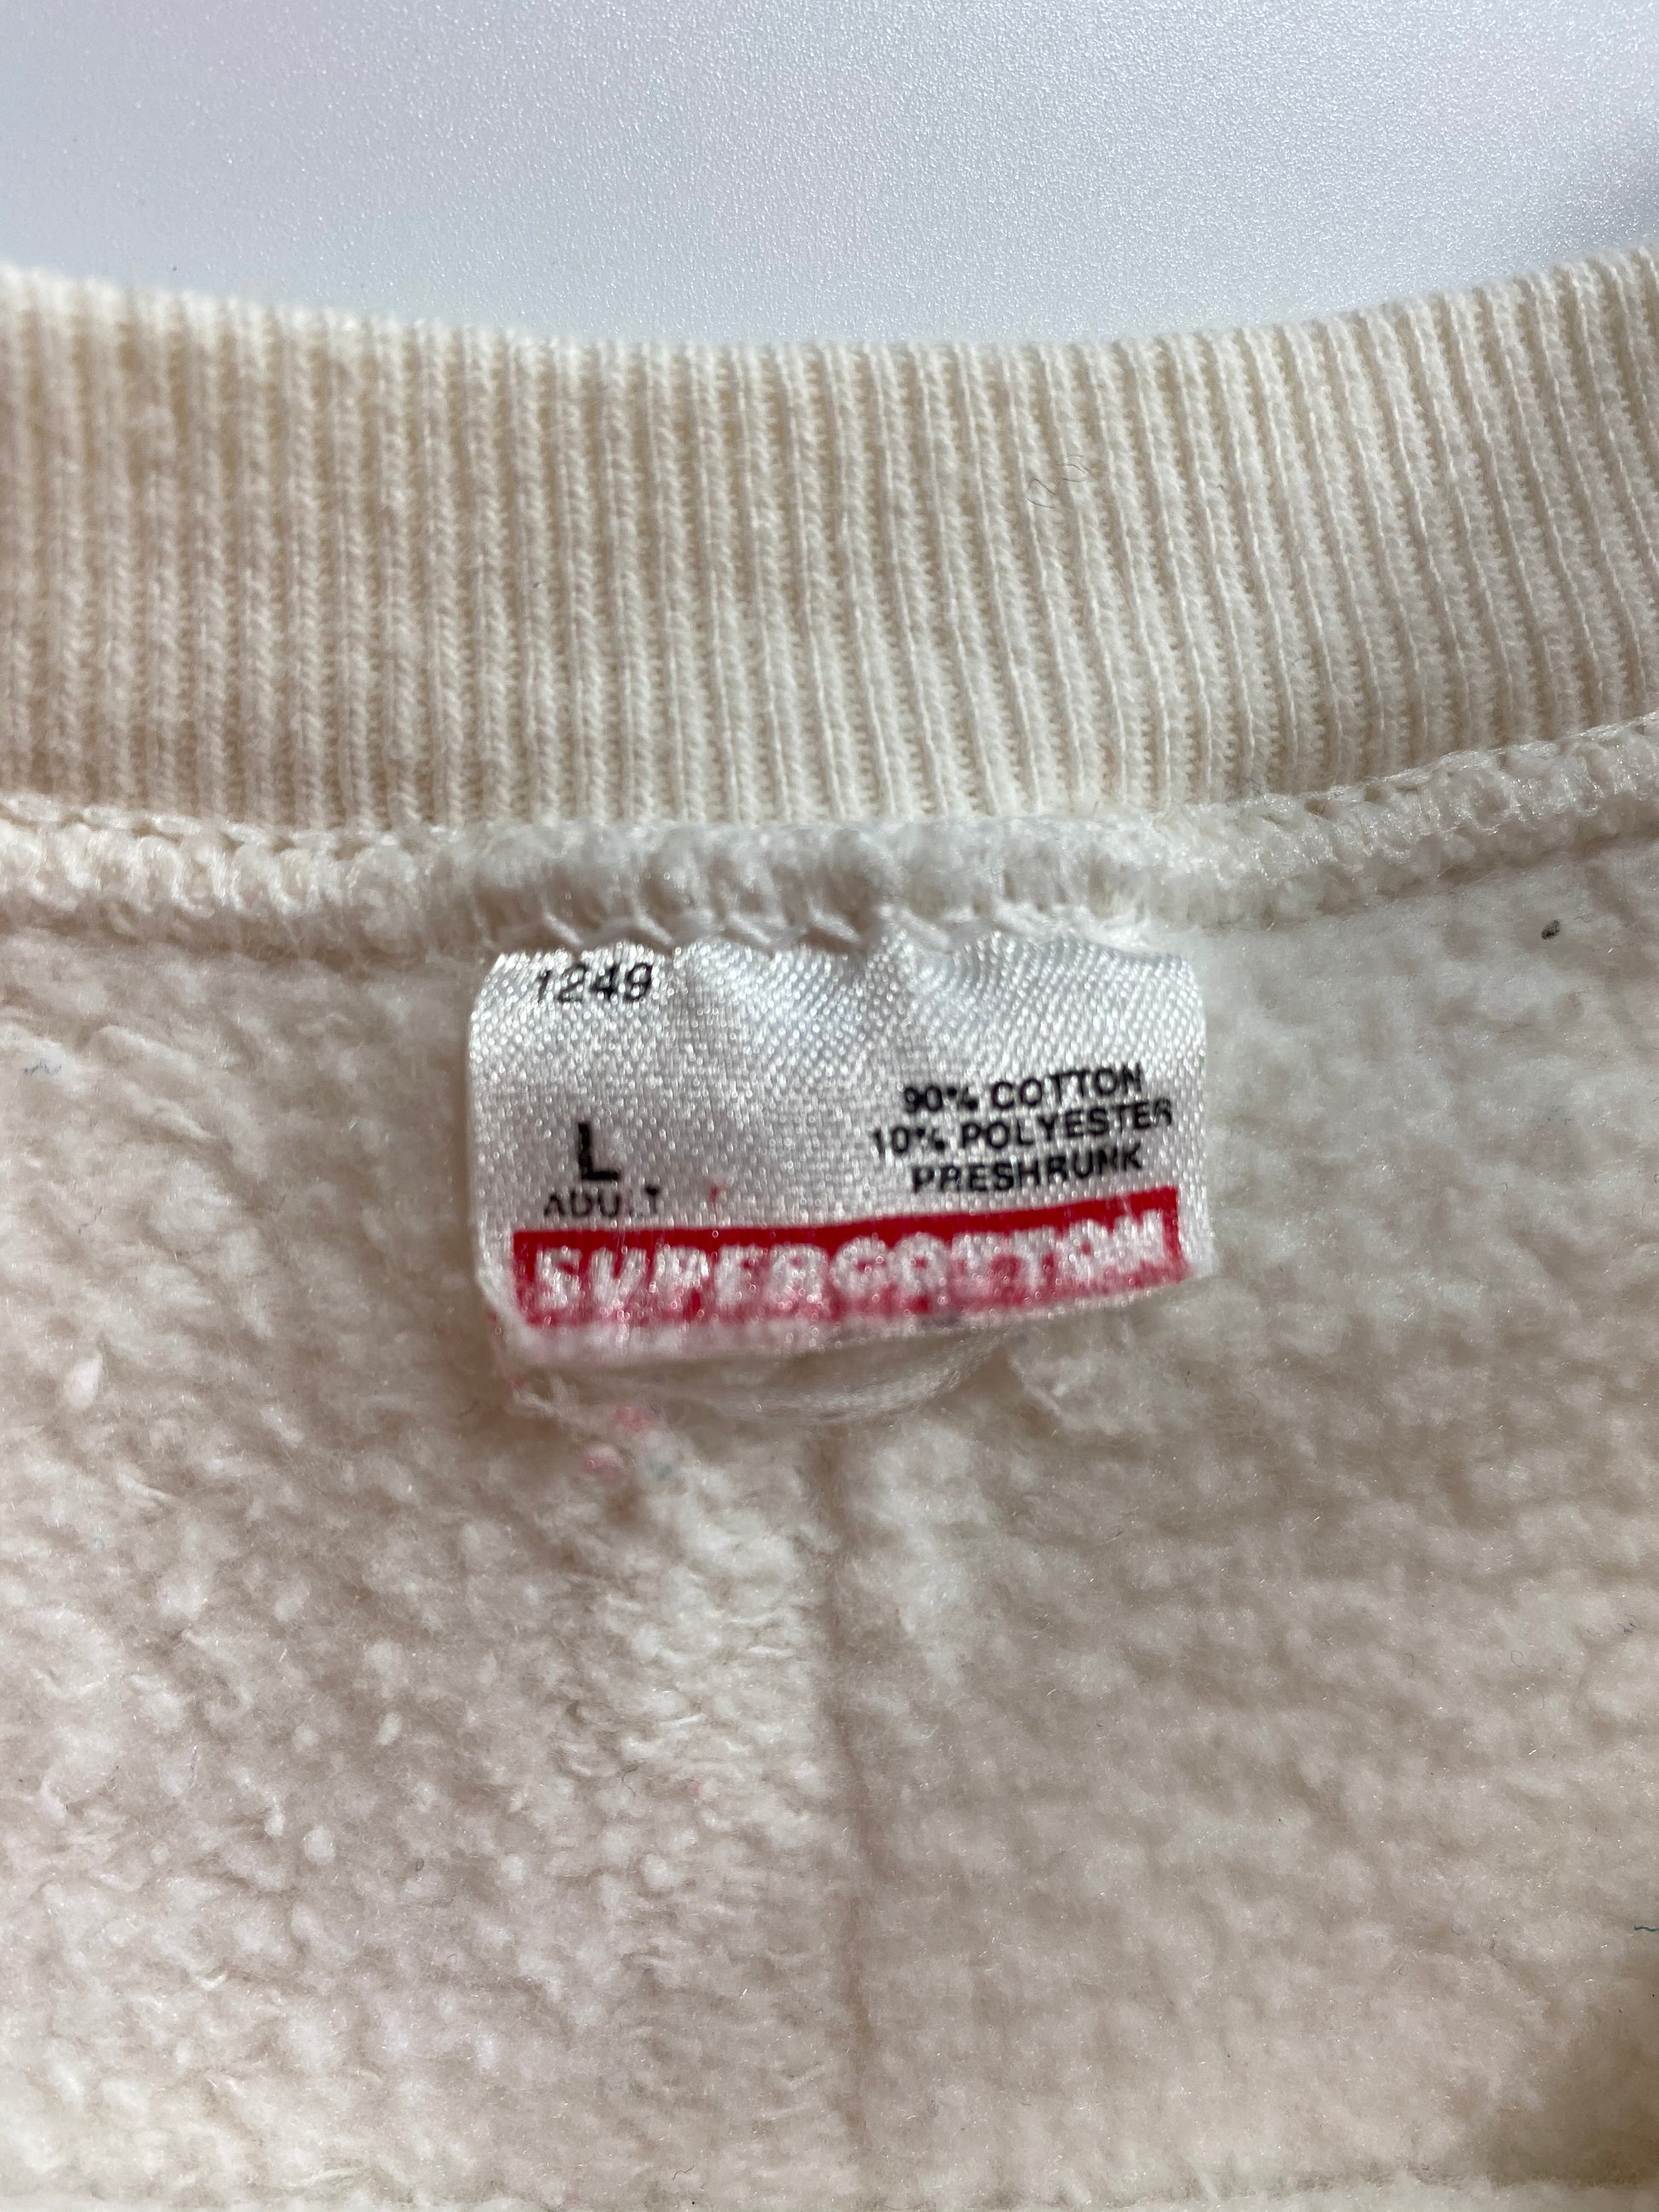 1249
90% COTTON
10% POLYESTER
PRESHRUNK
L
ADULT
SUPERCOTTON